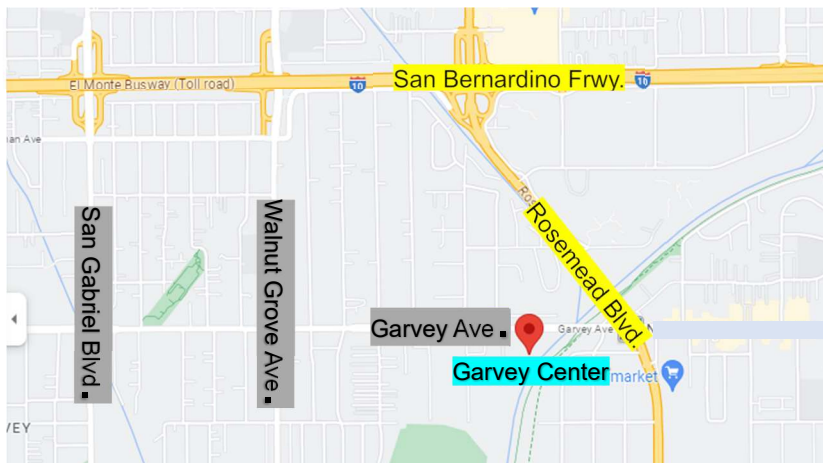 El Monte Busway (Toll road)
10
San Bernardino Frwy.
10
San Gabriel Blvd.
Walnut Grove Ave.
Rosemead Blvd.
Garvey Ave.
Garvey Ave
Garvey Center
market